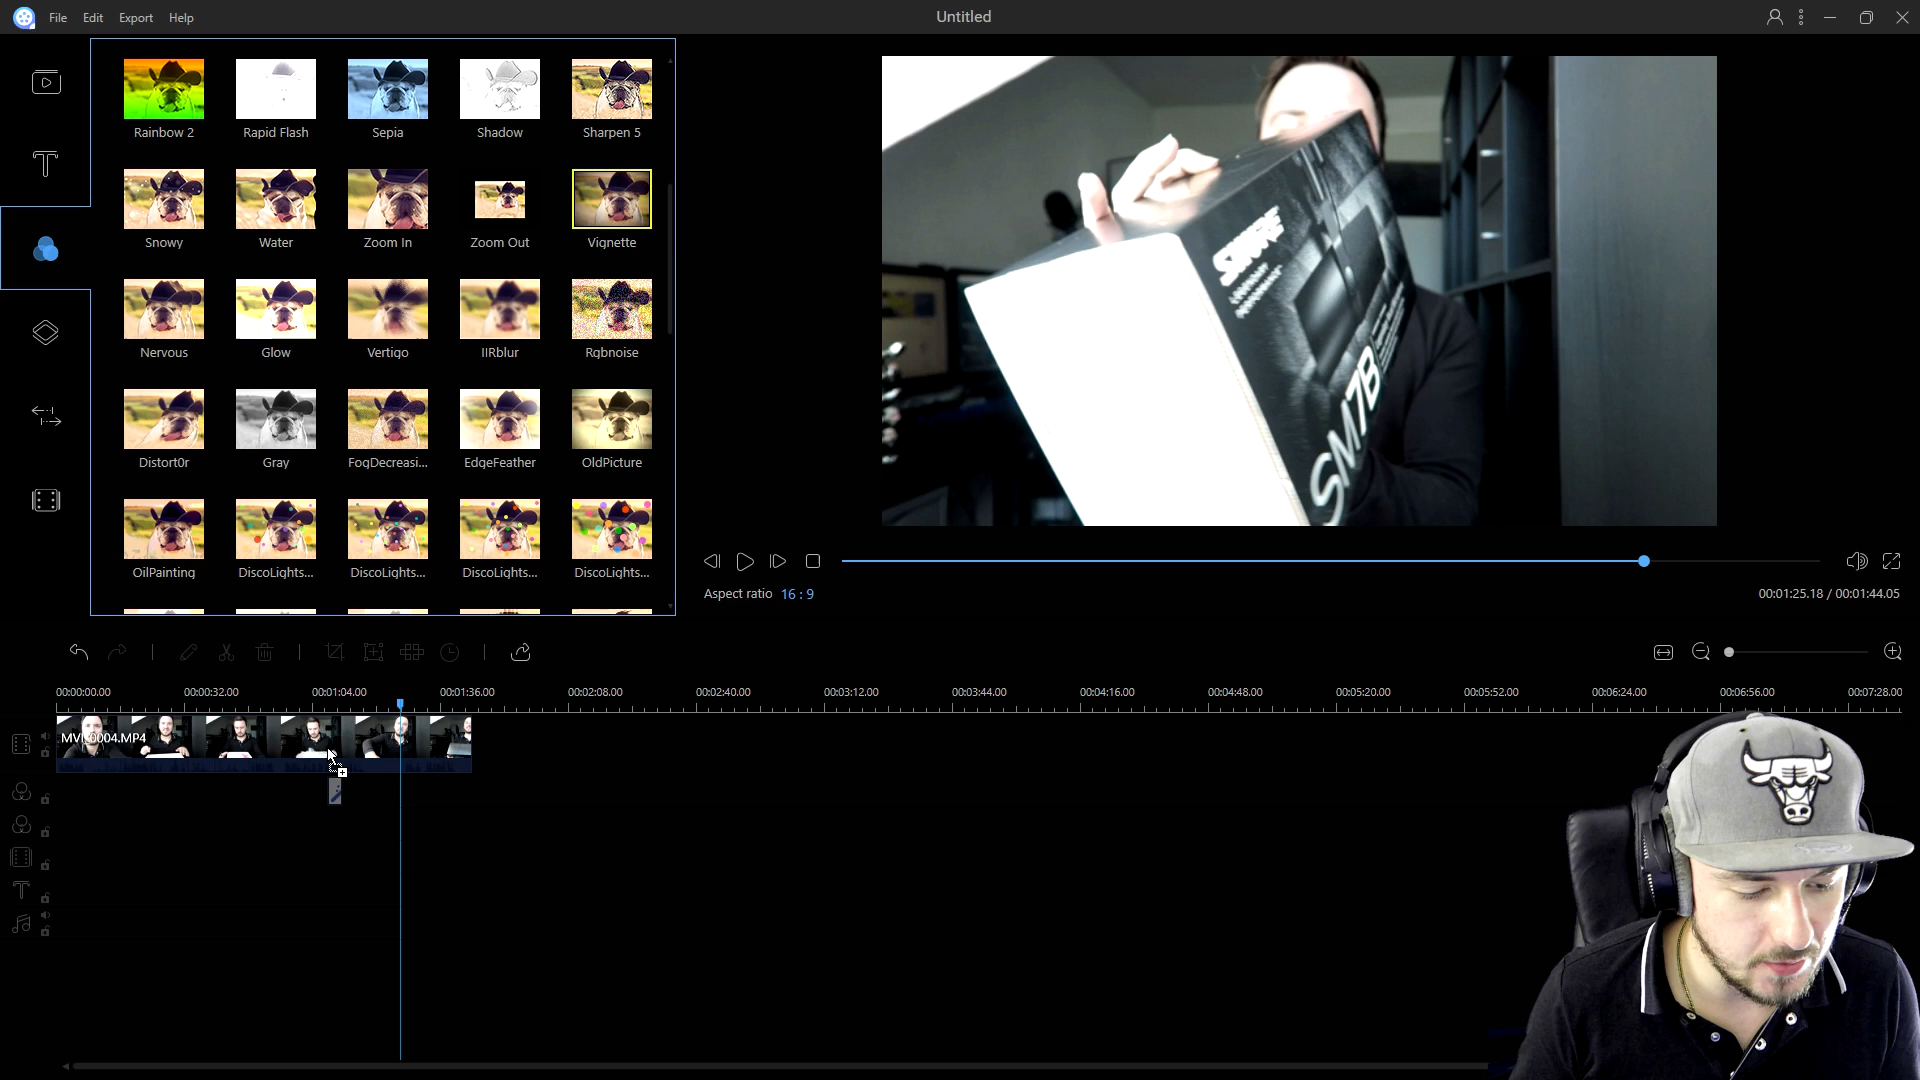 File Edit Export Help
Untitled
Rainbow 2 Rapid Flash Sepia Shadow Sharpen 5
Snowy Water Zoom In Zoom Out Vignette
Nervous Glow Vertigo IIRblur Rgbnoise
Distort0r Gray FogDecreasi... EdgeFeather OldPicture
OilPainting DiscoLights... DiscoLights... DiscoLights... DiscoLights...
SHURE
SM7B
Aspect ratio 16 : 9
00:01:25.18 / 00:01:44.05
00:00:00.00 00:00:32.00 00:01:04.00 00:01:36.00 00:02:08.00 00:02:40.00 00:03:12.00 00:03:44.00 00:04:16.00 00:04:48.00 00:05:20.00 00:05:52.00 00:06:24.00 00:06:56.00 00:07:28.00
MVI_0004.MP4